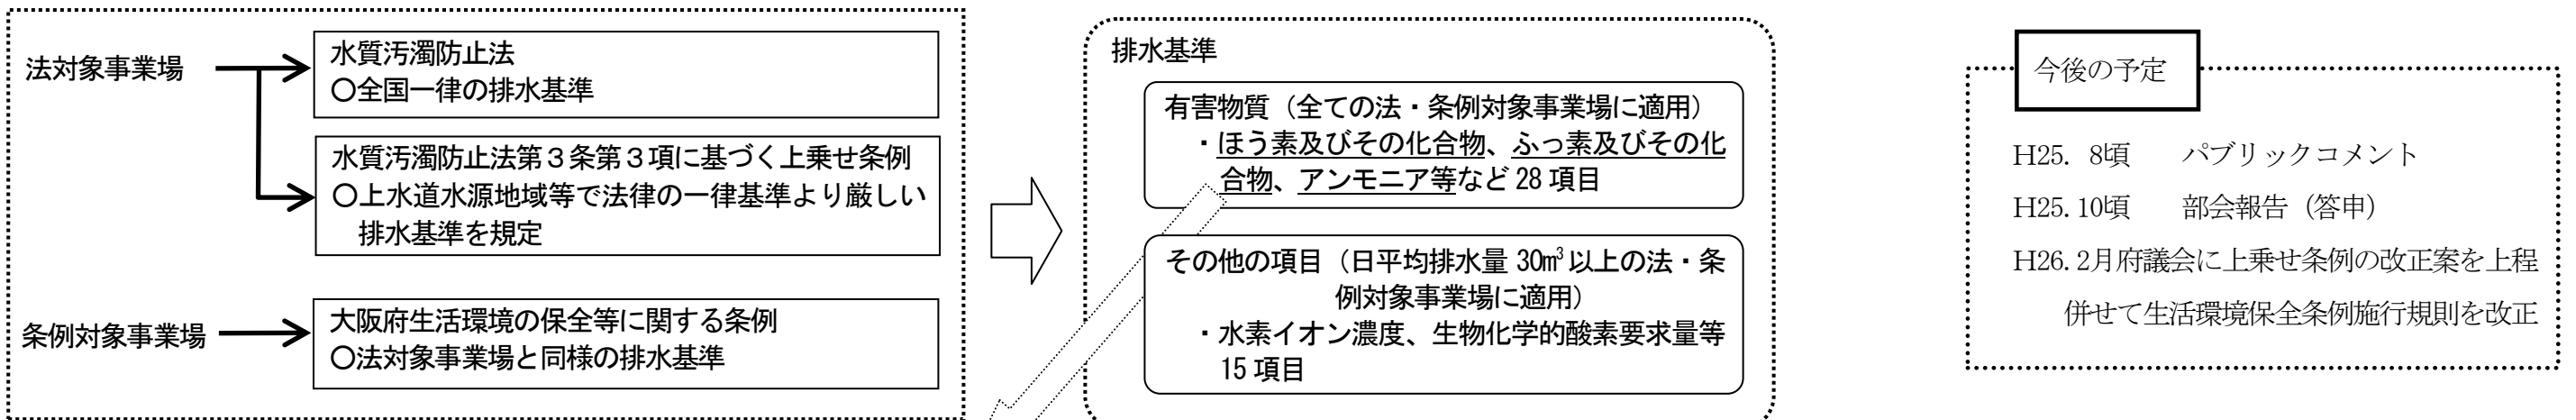 法対象事業場
水質汚濁防止法
〇全国一律の排水基準
水質汚濁防止法第３条第３項に基づく上乗せ条例
〇上水道水源地域等で法律の一律基準より厳しい
排水基準を規定
条例対象事業場
大阪府生活環境の保全等に関する条例
〇法対象事業場と同様の排水基準
排水基準
有害物質（全ての法・条例対象事業場に適用）
・ほう素及びその化合物、ふっ素及びその化
合物、アンモニア等など 28 項目
その他の項目（日平均排水量 30m³以上の法・条
例対象事業場に適用）
・水素イオン濃度、生物化学的酸素要求量等
15 項目
今後の予定
H25. 8頃　パブリックコメント
H25.10頃　部会報告（答申）
H26.2月府議会に上乗せ条例の改正案を上程
併せて生活環境保全条例施行規則を改正